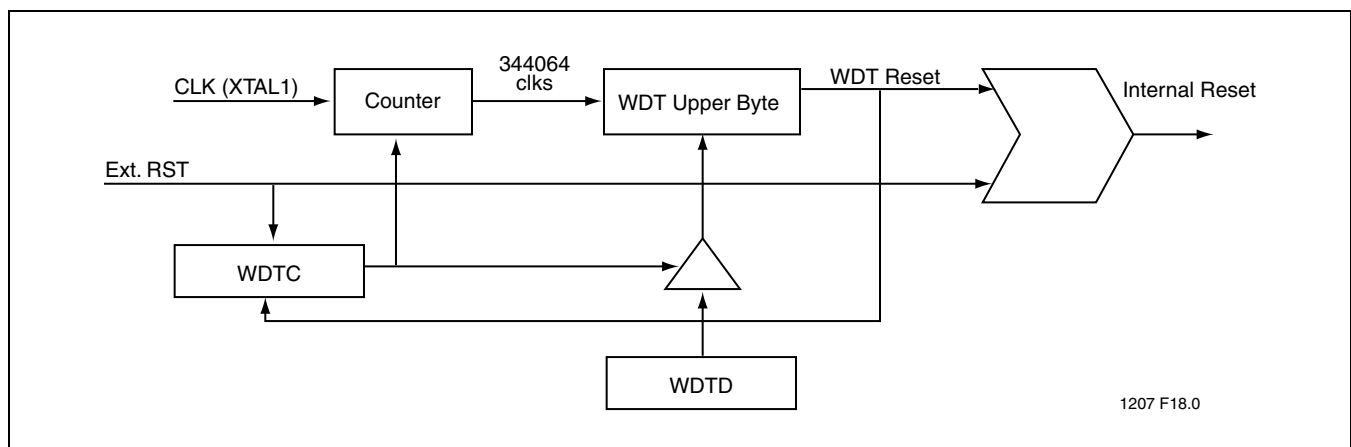 344064
clks
CLK (XTAL1)
Counter
WDT Upper Byte
WDT Reset
Internal Reset
Ext. RST
WDTC
WDTD
1207 F18.0